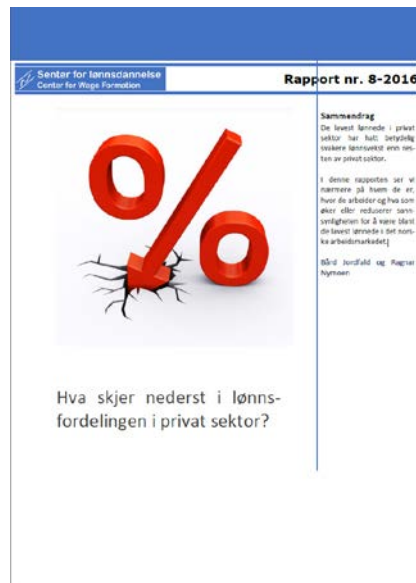 Senter for lønnsdannelse
Center for Wage Formation
Rapport nr. 8-2016
Sammendrag
De lavest lønnede i privat
sektor har hatt betydelig
svakere lønnsvekst enn res-
ten av privat sektor.
I denne rapporten ser vi
nærmere på hvem de er,
hvor de arbeider og hva som
øker eller reduserer sann-
synligheten for å være blant
de lavest lønnede i det nors-
ke arbeidsmarkedet.
Bård Jordfald og Ragnar
Nymoen
%
Hva skjer nederst i lønns-
fordelingen i privat sektor?